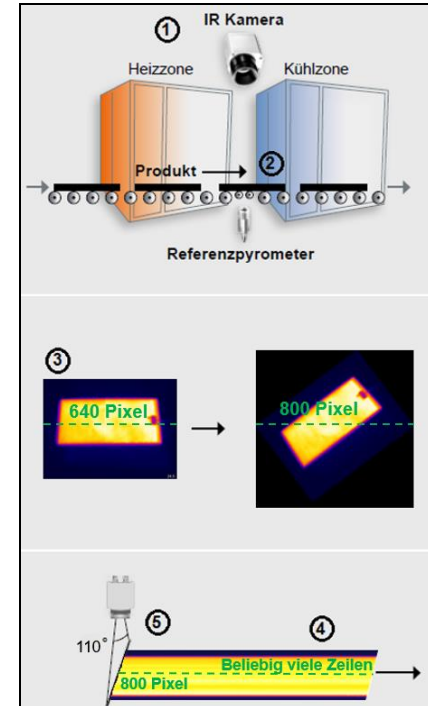 ① IR Kamera
Heizzone Kühlzone
Produkt ②
Referenzpyrometer
③
640 Pixel 800 Pixel
⑤ ④
110°
Beliebig viele Zeilen
800 Pixel